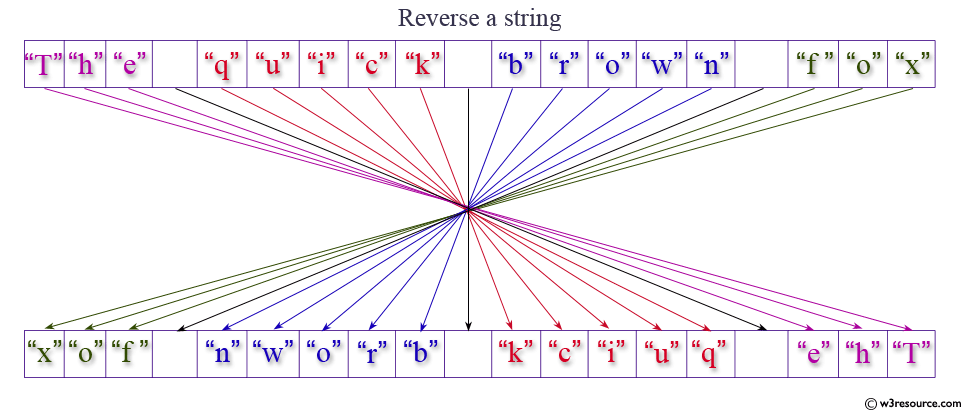 Reverse a string
“T” “h” “e” “q” “u” “i” “c” “k” “b” “r” “o” “w” “n” “f” “o” “x”
“x” “o” “f” “n” “w” “o” “r” “b” “k” “c” “i” “u” “q” “e” “h” “T”
© w3resource.com